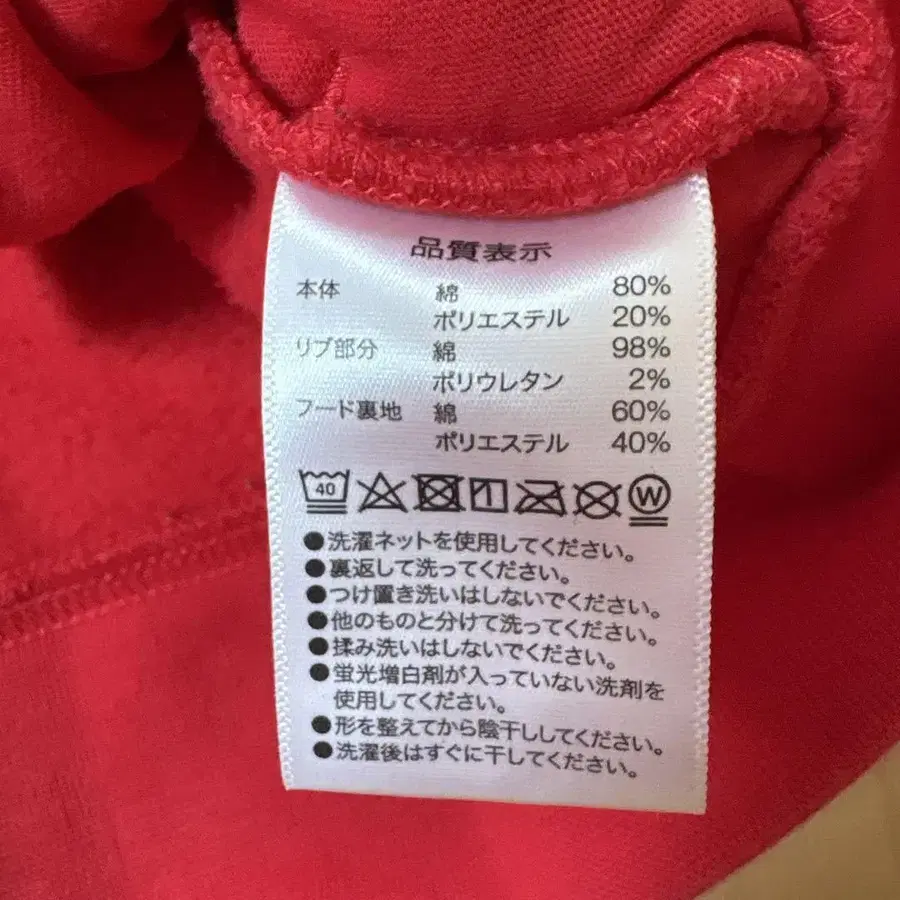 品質表示
本体 綿 80%
ポリエステル 20%
リブ部分 綿 98%
ポリウレタン 2%
フード裏地 綿 60%
ポリエステル 40%
40 W
●洗濯ネットを使用してください。
●裏返して洗ってください。
●つけ置き洗いはしないでください。
●他のものと分けて洗ってください。
●揉み洗いはしないでください。
●蛍光増白剤が入っていない洗剤を
使用してください。
●形を整えてから陰干ししてください。
●洗濯後はすぐに干してください。